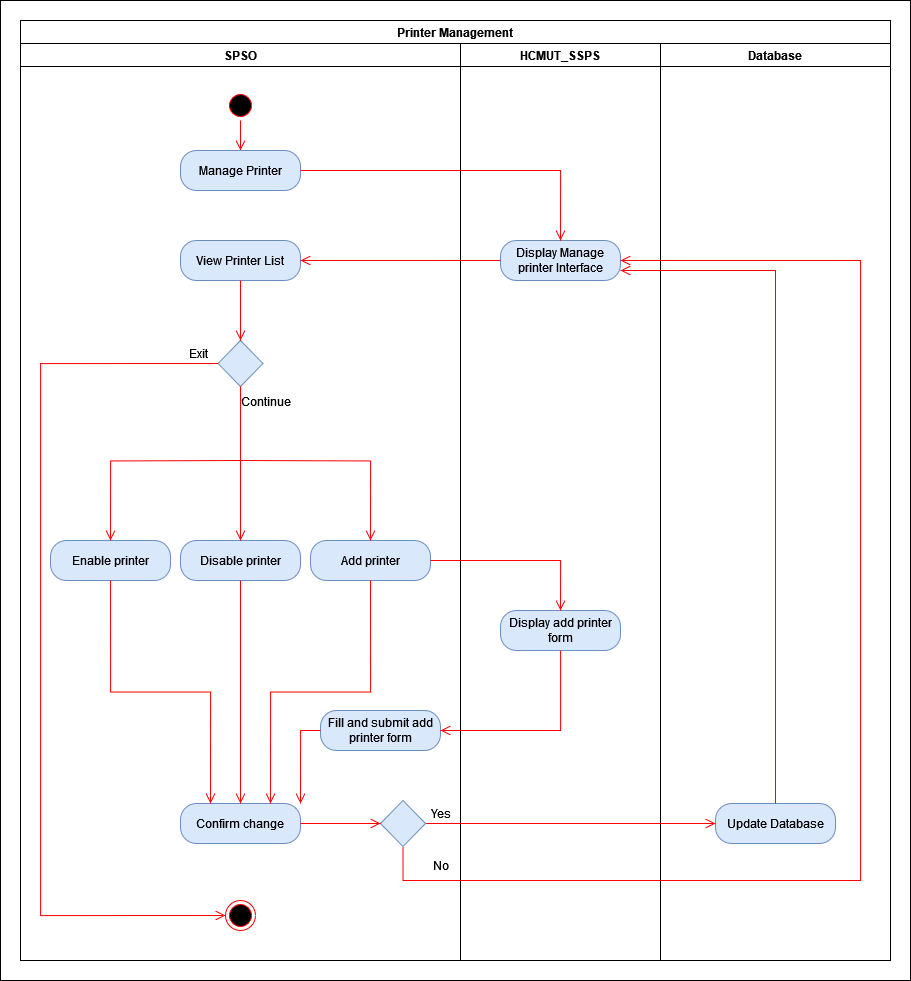 Printer Management
SPSO
HCMUT_SSPS
Database
Manage Printer
View Printer List
Display Manage
printer Interface
Exit
Continue
Enable printer
Disable printer
Add printer
Display add printer
form
Fill and submit add
printer form
Confirm change
Yes
Update Database
No